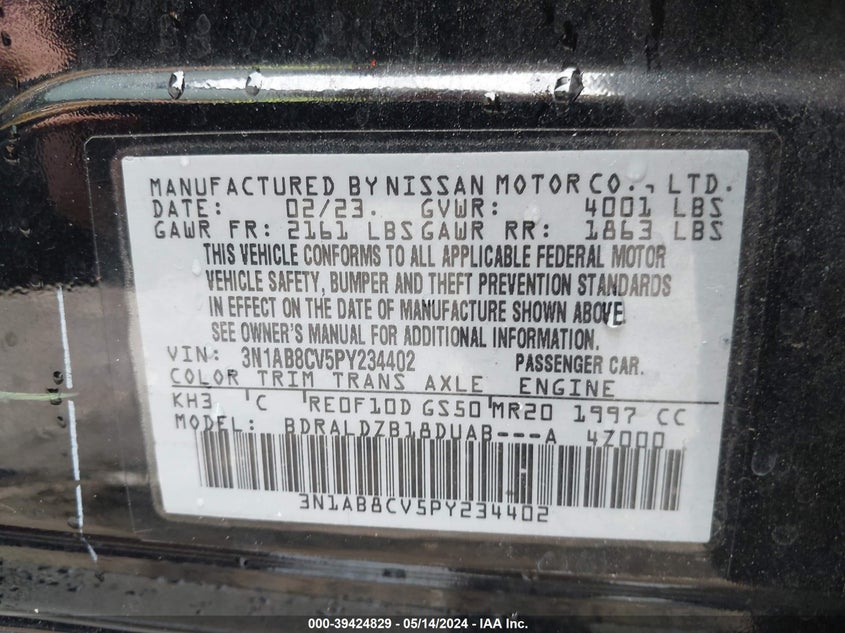 MANUFACTURED BY NISSAN MOTOR CO., LTD.
DATE: 02/23. GVWR: 4001 LBS
GAWR FR: 2161 LBS GAWR RR: 1863 LBS
THIS VEHICLE CONFORMS TO ALL APPLICABLE FEDERAL MOTOR
VEHICLE SAFETY, BUMPER AND THEFT PREVENTION STANDARDS
IN EFFECT ON THE DATE OF MANUFACTURE SHOWN ABOVE.
SEE OWNER'S MANUAL FOR ADDITIONAL INFORMATION.
VIN: 3N1AB8CV5PY234402 PASSENGER CAR.
COLOR TRIM TRANS AXLE ENGINE
KH3 C RE0F10D GS50 MR20 1997 CC
MODEL: BDRALDZB18DUAB---A 4Z000
3N1AB8CV5PY234402
000-39424829 - 05/14/2024 - IAA Inc.